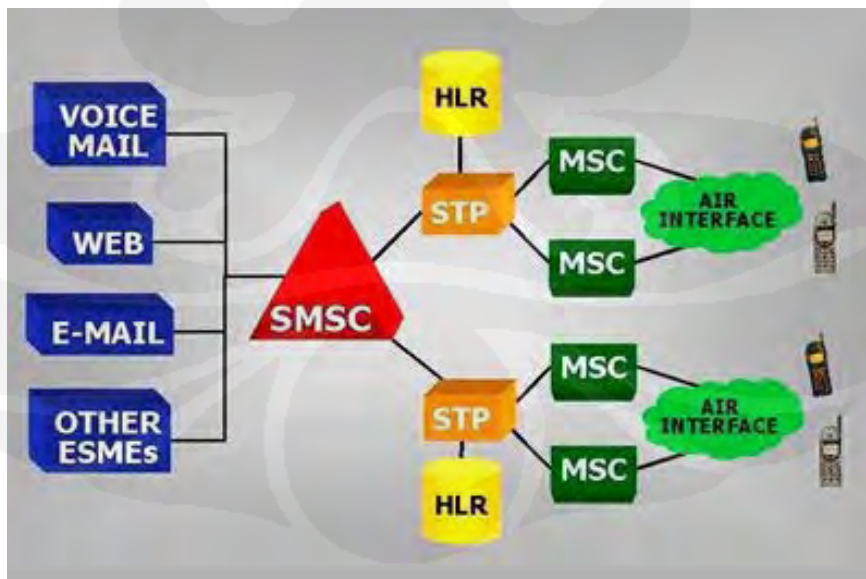 VOICE
MAIL
WEB
E-MAIL
OTHER
ESMEs
SMSC
HLR
STP
MSC
MSC
AIR
INTERFACE
STP
HLR
MSC
MSC
AIR
INTERFACE